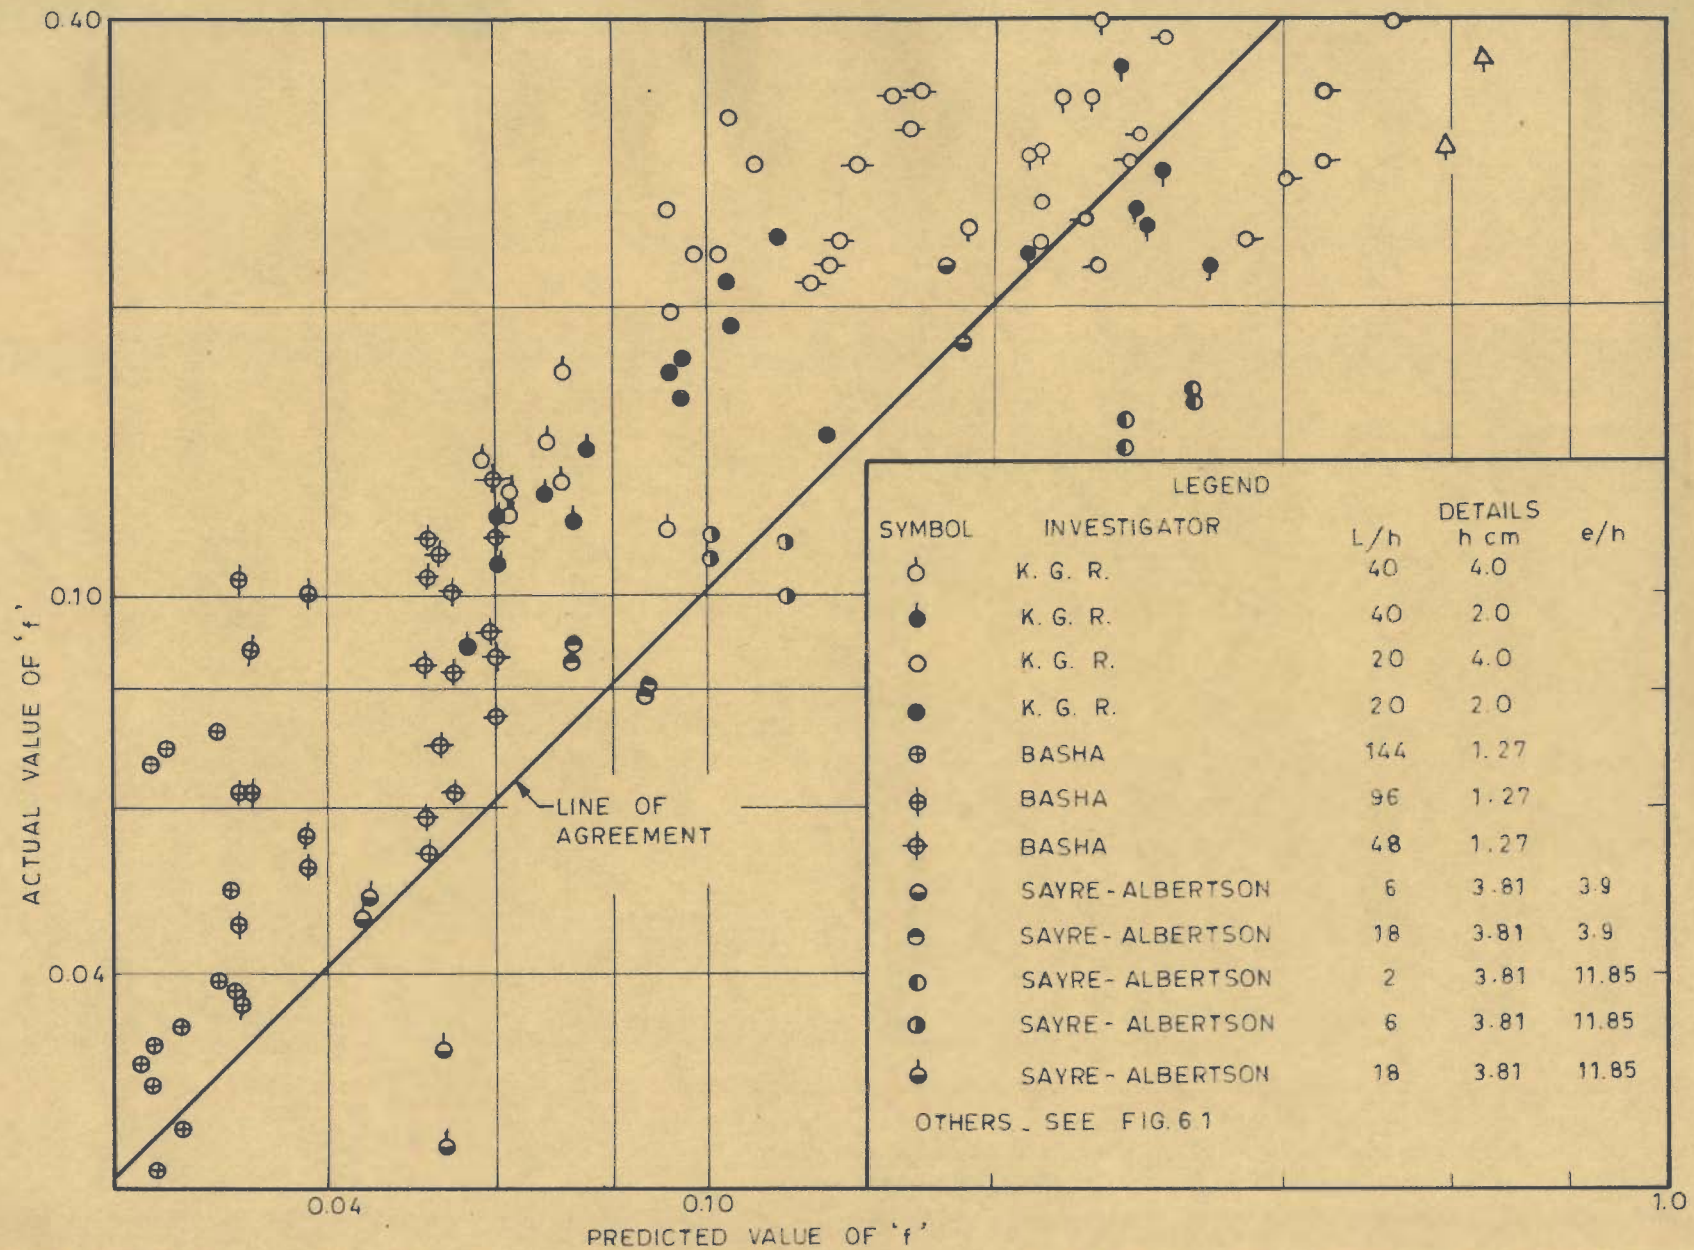 0.40
0.10
0.04
ACTUAL VALUE OF 'f'
LINE OF
AGREEMENT
LEGEND
SYMBOL INVESTIGATOR DETAILS
L/h h cm e/h
K. G. R. 40 4.0
K. G. R. 40 2.0
K. G. R. 20 4.0
K. G. R. 20 2.0
BASHA 144 1.27
BASHA 96 1.27
BASHA 48 1.27
SAYRE-ALBERTSON 6 3.81 3.9
SAYRE-ALBERTSON 18 3.81 3.9
SAYRE-ALBERTSON 2 3.81 11.85
SAYRE-ALBERTSON 6 3.81 11.85
SAYRE-ALBERTSON 18 3.81 11.85
OTHERS - SEE FIG. 6 1
0.04 0.10 1.0
PREDICTED VALUE OF 'f'